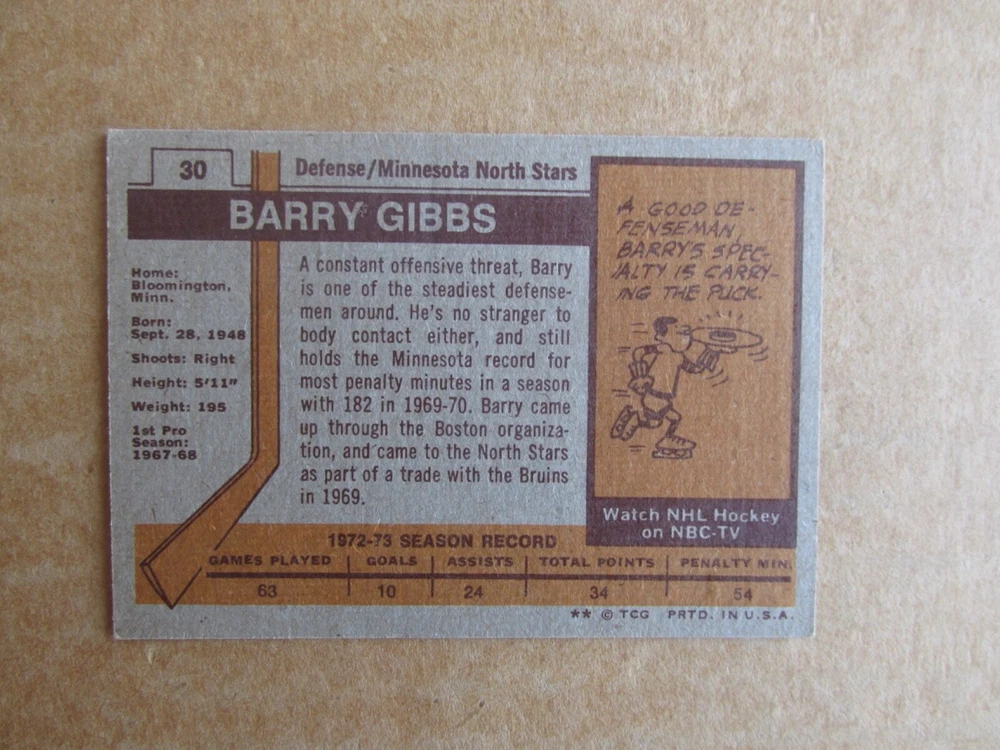 30
Defense/Minnesota North Stars
BARRY GIBBS
Home:
Bloomington,
Minn.
Born:
Sept. 28, 1948
Shoots: Right
Height: 5'11"
Weight: 195
1st Pro
Season:
1967-68
A constant offensive threat, Barry
is one of the steadiest defense-
men around. He's no stranger to
body contact either, and still
holds the Minnesota record for
most penalty minutes in a season
with 182 in 1969-70. Barry came
up through the Boston organiza-
tion, and came to the North Stars
as part of a trade with the Bruins
in 1969.
A GOOD DE-
FENSEMAN,
BARRY'S SPEC-
IALTY IS CARRY-
ING THE PUCK.
Watch NHL Hockey
on NBC-TV
1972-73 SEASON RECORD
GAMES PLAYED GOALS ASSISTS TOTAL POINTS PENALTY MIN.
63 10 24 34 54
** © TCG PRTD. IN U.S.A.